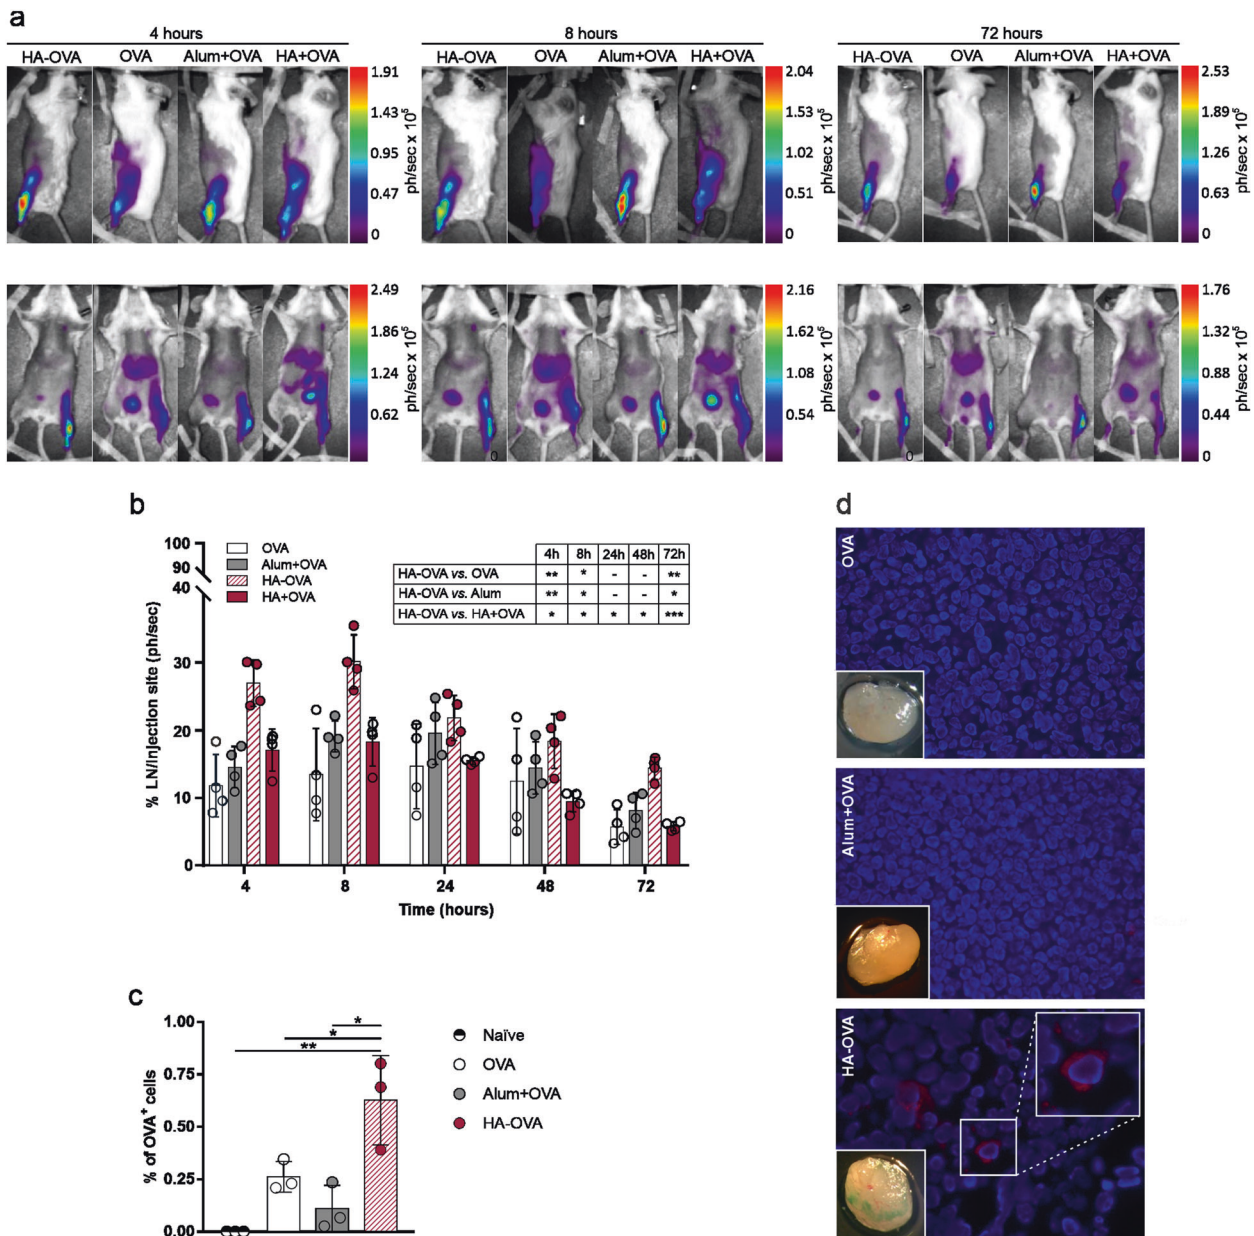 a
4 hours
8 hours
72 hours
HA-OVA OVA Alum+OVA HA+OVA
HA-OVA OVA Alum+OVA HA+OVA
HA-OVA OVA Alum+OVA HA+OVA
1.91
1.43
0.95
0.47
0
ph/sec x 10⁵
2.04
1.53
1.02
0.51
0
ph/sec x 10⁵
2.53
1.89
1.26
0.63
0
ph/sec x 10⁵
2.49
1.86
1.24
0.62
ph/sec x 10⁵
0
2.16
1.62
1.08
0.54
ph/sec x 10⁵
0
1.76
1.32
0.88
0.44
0
ph/sec x 10⁵
b
% LN/Injection site (ph/sec)
100
90
40
30
20
10
0
OVA
Alum+OVA
HA-OVA
HA+OVA
4h 8h 24h 48h 72h
HA-OVA vs. OVA ** * - - **
HA-OVA vs. Alum ** * - - *
HA-OVA vs. HA+OVA * * * * ***
4 8 24 48 72
Time (hours)
c
% of OVA⁺ cells
1.00
0.75
0.50
0.25
0.00
*
*
**
Naïve
OVA
Alum+OVA
HA-OVA
d
OVA
Alum+OVA
HA-OVA